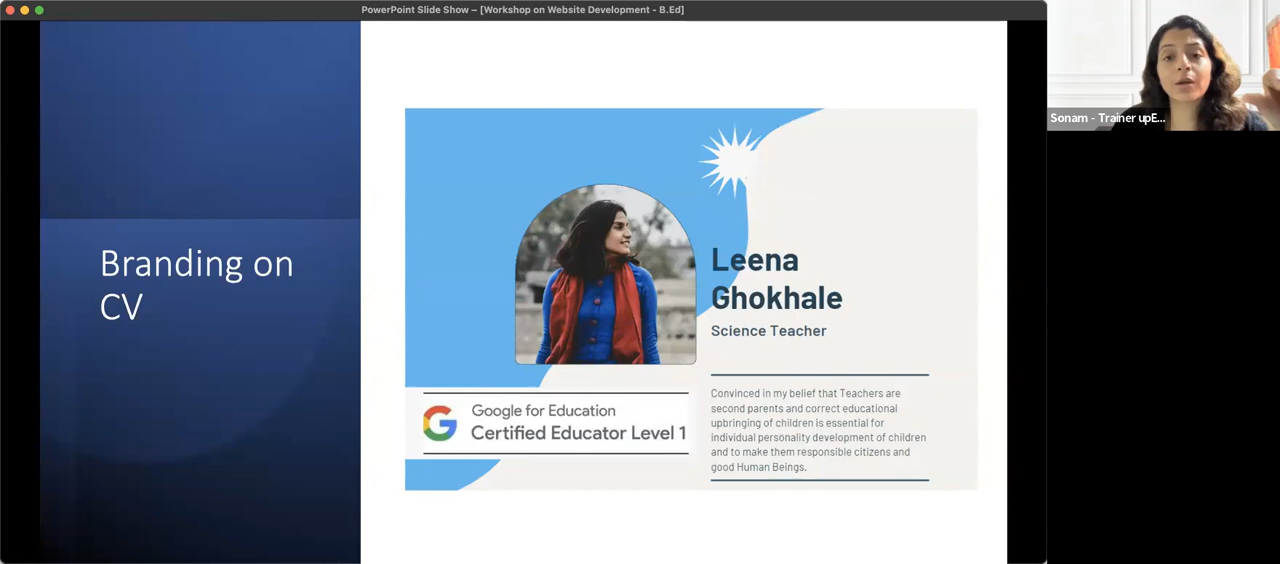 PowerPoint Slide Show – [Workshop on Website Development - B.Ed]
Branding on
CV
Leena
Ghokhale
Science Teacher
Convinced in my belief that Teachers are
second parents and correct educational
upbringing of children is essential for
individual personality development of children
and to make them responsible citizens and
good Human Beings.
Google for Education
Certified Educator Level 1
Sonam - Trainer upE...